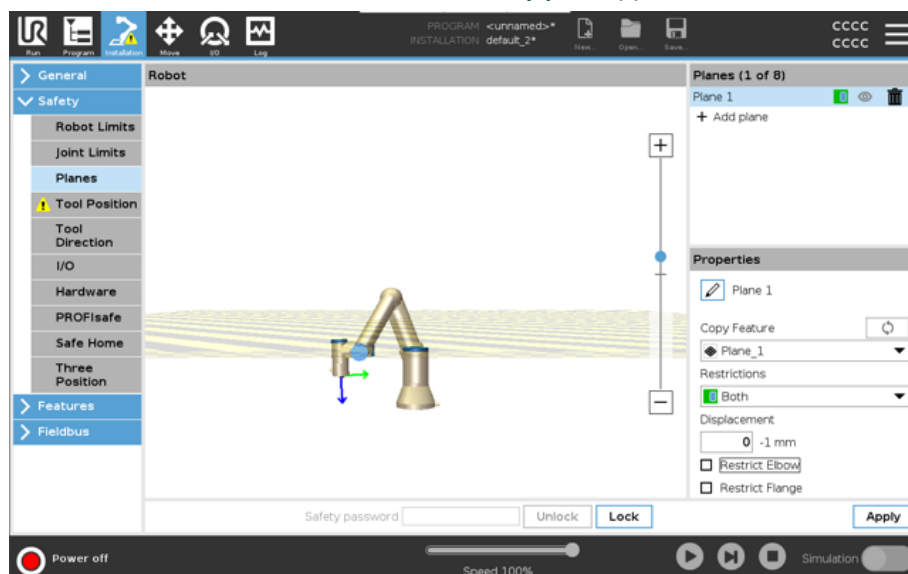 PROGRAM <unnamed>*
INSTALLATION default_2*
Run Program Installation Move I/O Log
New... Open... Save...
cccc
cccc
General
Safety
Robot Limits
Joint Limits
Planes
Tool Position
Tool
Direction
I/O
Hardware
PROFIsafe
Safe Home
Three
Position
Features
Fieldbus
Robot
Planes (1 of 8)
Plane 1
+ Add plane
Properties
Plane 1
Copy Feature
Plane_1
Restrictions
Both
Displacement
0 -1 mm
Restrict Elbow
Restrict Flange
Safety password Unlock Lock Apply
Power off
Speed 100%
Simulation